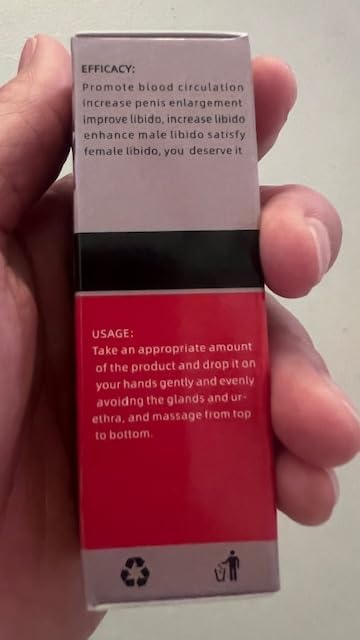 EFFICACY:
Promote blood circulation
increase penis enlargement
improve libido, increase libido
enhance male libido satisfy
female libido, you deserve it
USAGE:
Take an appropriate amount
of the product and drop it on
your hands gently and evenly
avoidng the glands and ur-
ethra, and massage from top
to bottom.